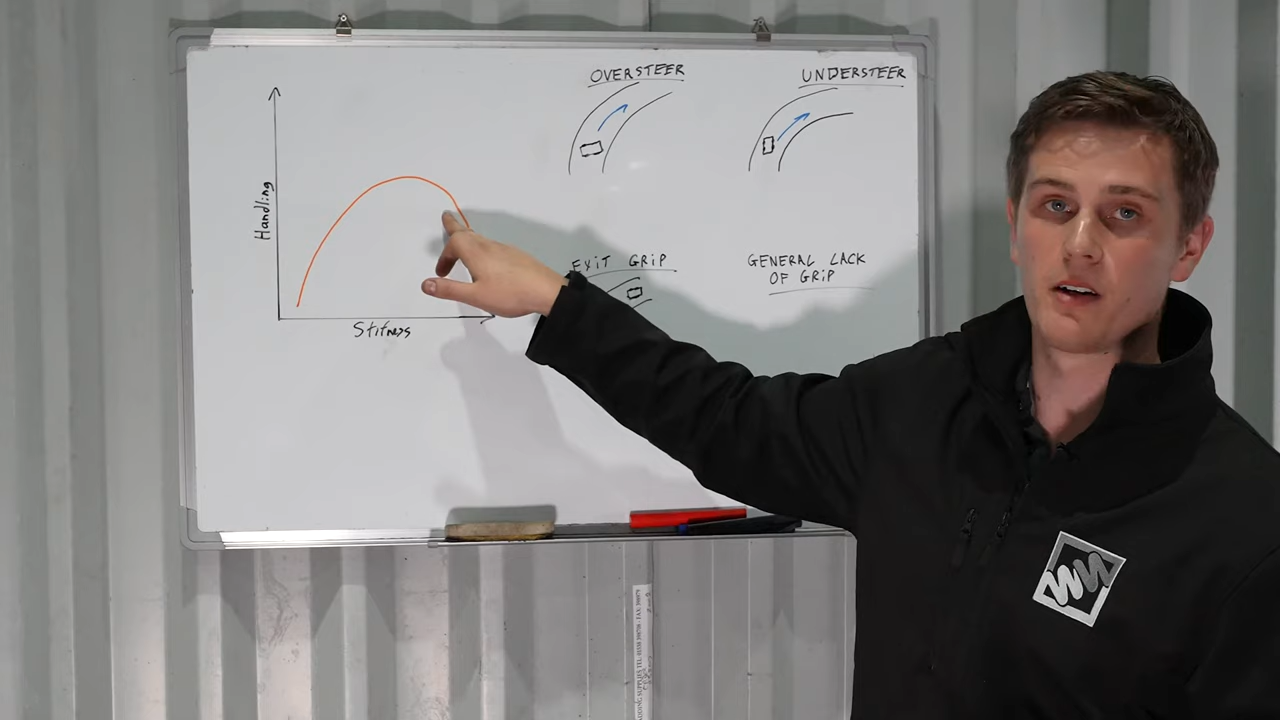 OVERSTEER
UNDERSTEER
Handling
EXIT GRIP
GENERAL LACK
OF GRIP
Stifness